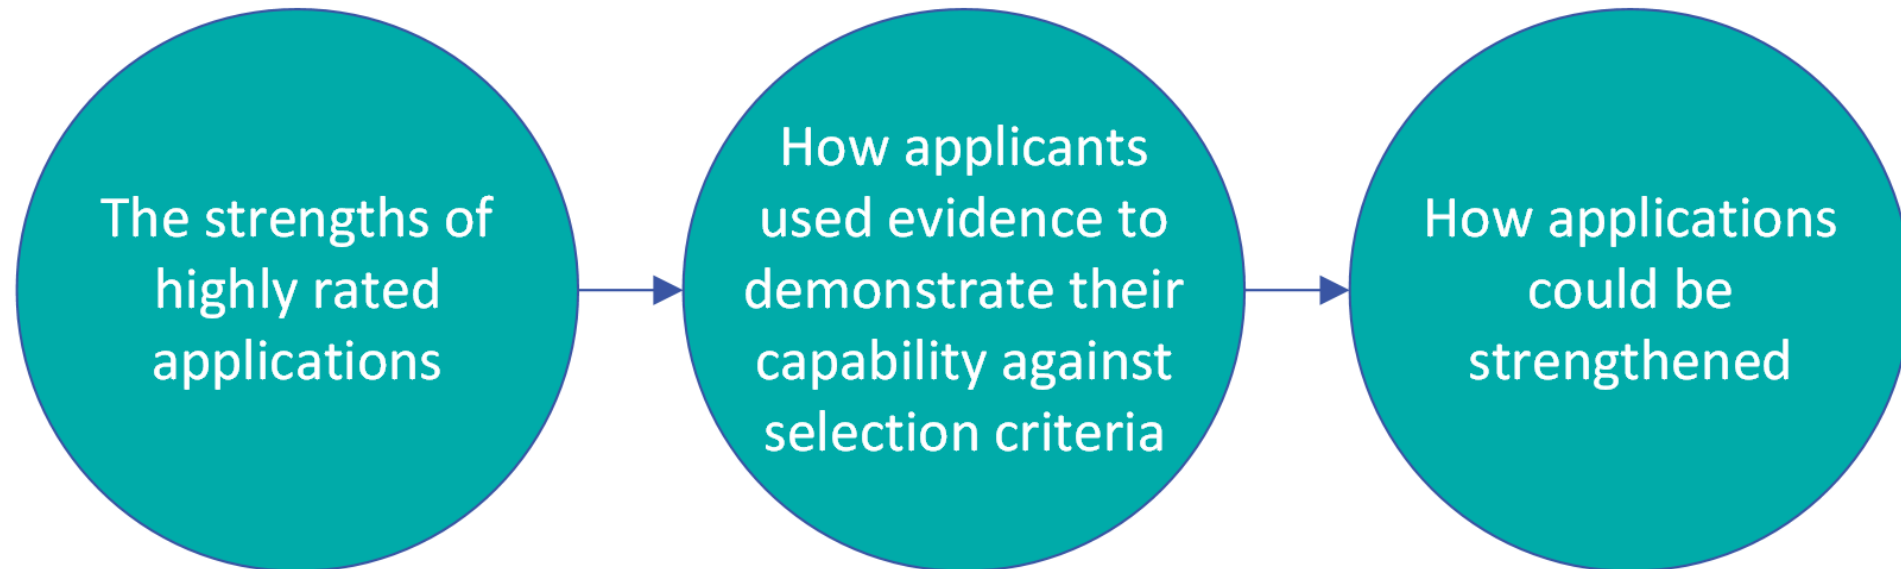 The strengths of
highly rated
applications
How applicants
used evidence to
demonstrate their
capability against
selection criteria
How applications
could be
strengthened